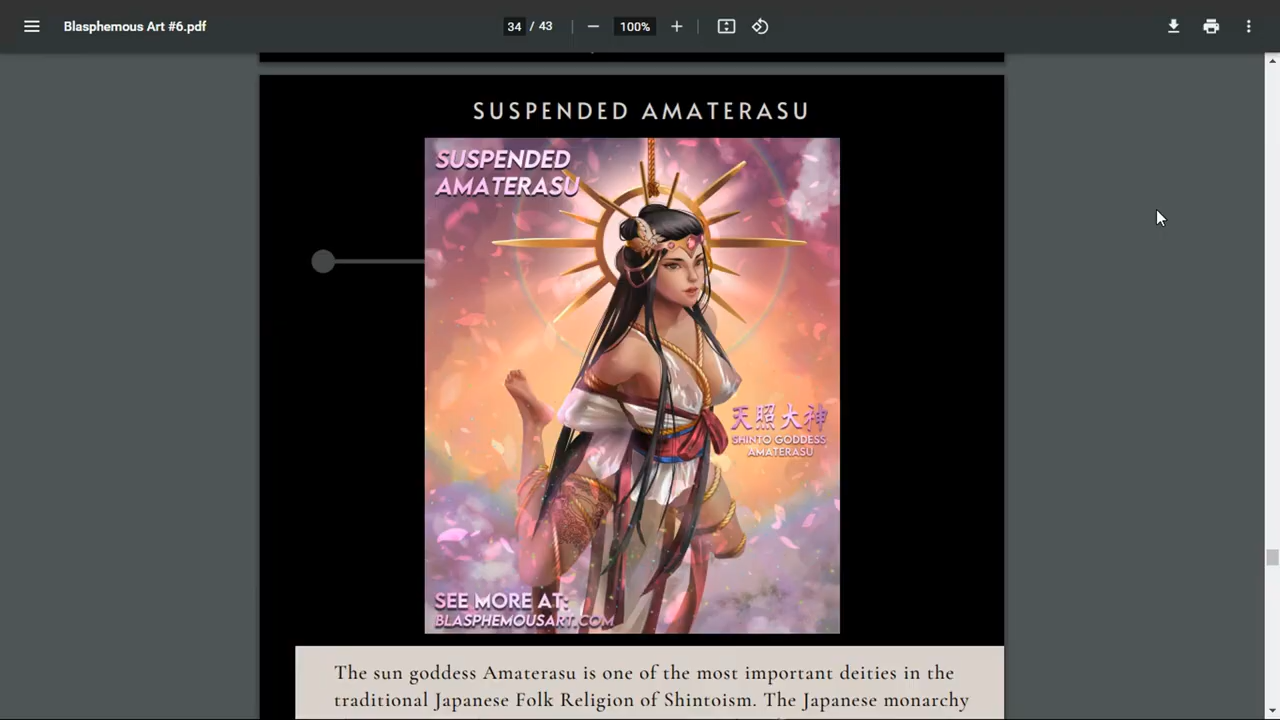 Blasphemous Art #6.pdf
34 / 43
100%
SUSPENDED AMATERASU
SUSPENDED
AMATERASU
天照大神
SHINTO GODDESS
AMATERASU
SEE MORE AT:
BLASPHEMOUSART.COM
The sun goddess Amaterasu is one of the most important deities in the
traditional Japanese Folk Religion of Shintoism. The Japanese monarchy